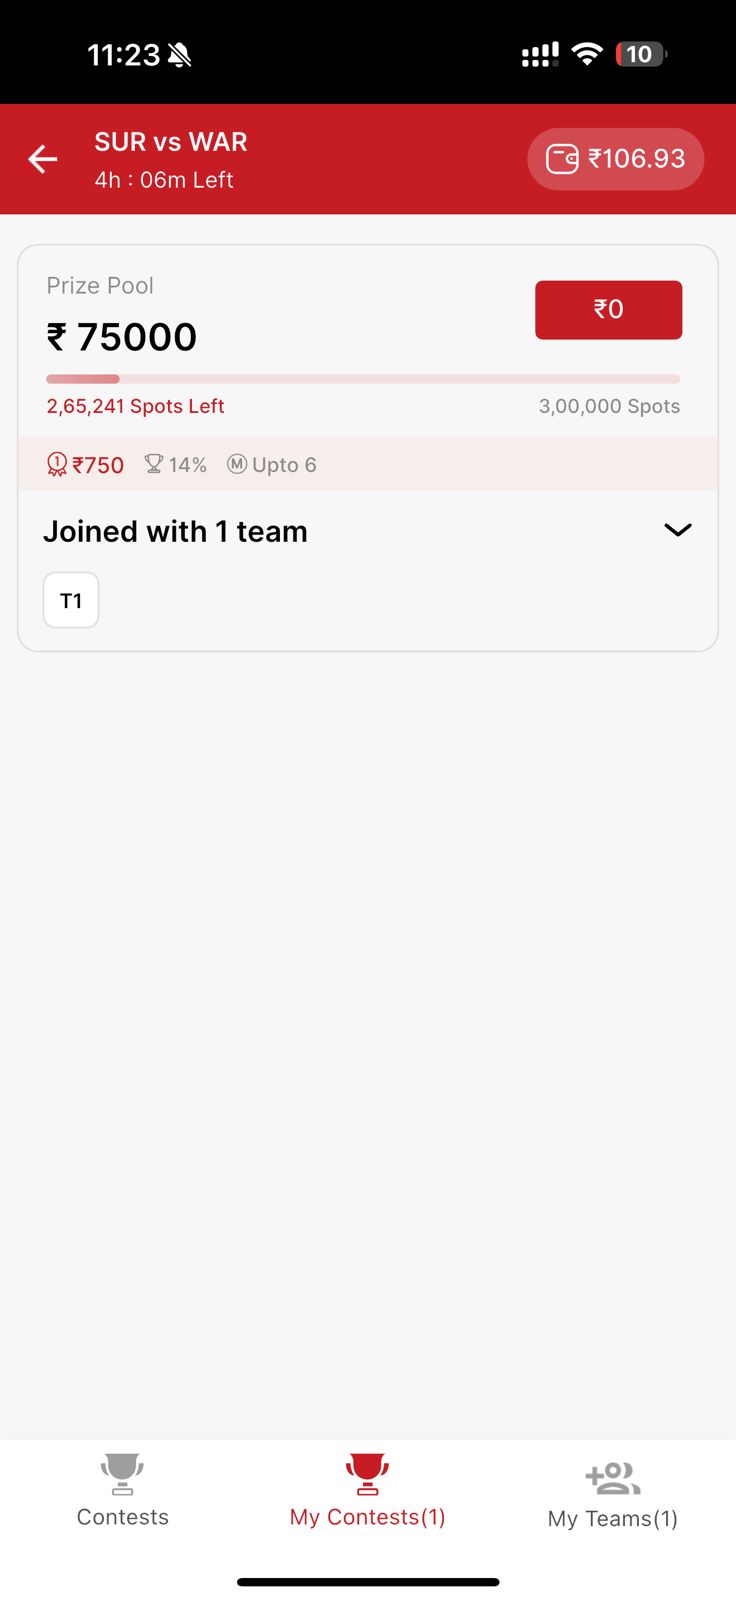 11:23
10
SUR vs WAR
4h : 06m Left
₹106.93
Prize Pool
₹ 75000
₹0
2,65,241 Spots Left
3,00,000 Spots
1 ₹750 14% M Upto 6
Joined with 1 team
T1
Contests
My Contests(1)
My Teams(1)